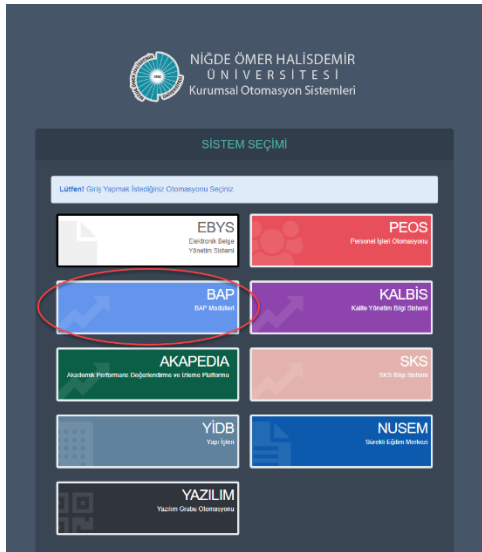 NİĞDE ÖMER HALİSDEMİR
ÜNİVERSİTESİ
Kurumsal Otomasyon Sistemleri
SİSTEM SEÇİMİ
Lütfen! Giriş Yapmak İstediğiniz Otomasyonu Seçiniz.
EBYS
Elektronik Belge
Yönetim Sistemi
PEOS
Personel İşleri Otomasyonu
BAP
BAP Modülleri
KALBİS
Kalite Yönetim Bilgi Sistemi
AKAPEDIA
Akademik Performans Değerlendirme ve İzleme Platformu
SKS
SKS Bilgi Sistemi
YİDB
Yapı İşleri
NUSEM
Sürekli Eğitim Merkezi
YAZILIM
Yazılım Grubu Otomasyonu